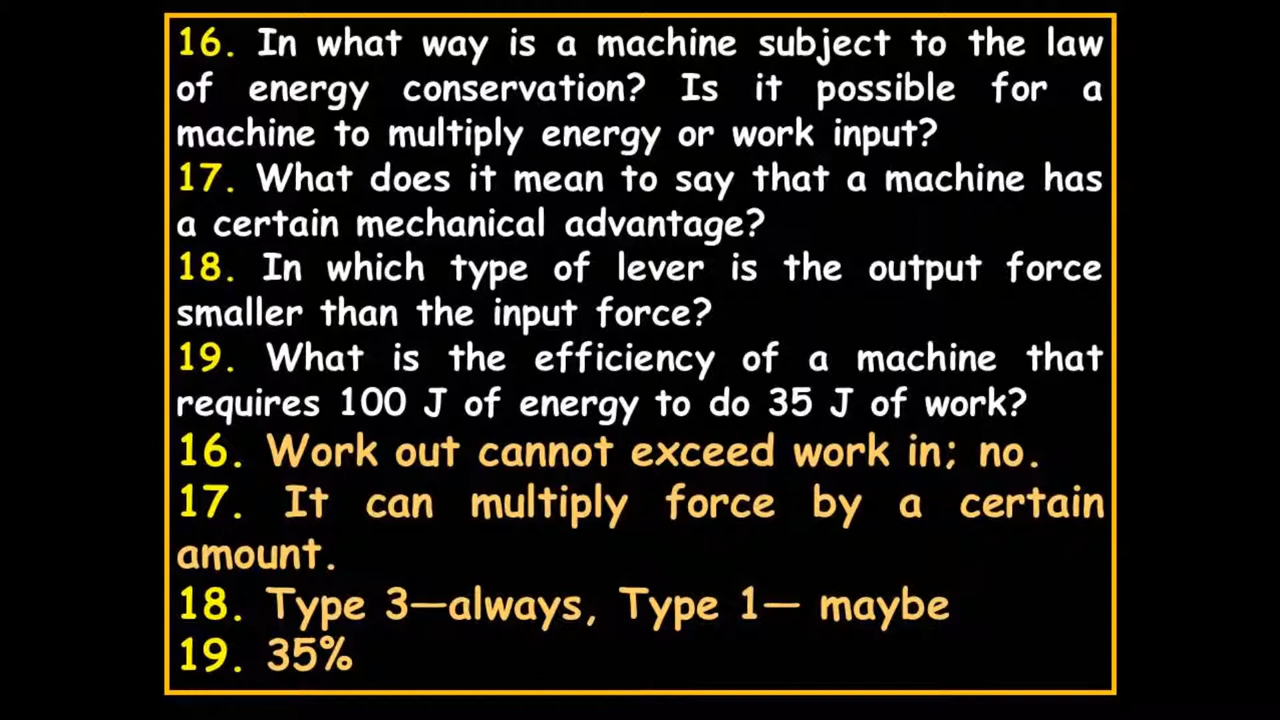 16. In what way is a machine subject to the law
of energy conservation? Is it possible for a
machine to multiply energy or work input?
17. What does it mean to say that a machine has
a certain mechanical advantage?
18. In which type of lever is the output force
smaller than the input force?
19. What is the efficiency of a machine that
requires 100 J of energy to do 35 J of work?
16. Work out cannot exceed work in; no.
17. It can multiply force by a certain
amount.
18. Type 3—always, Type 1— maybe
19. 35%